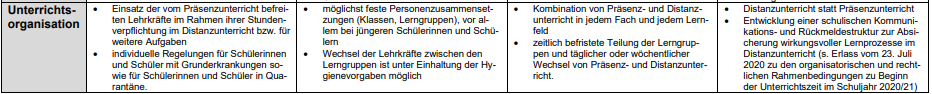 Unterrichts-
organisation
• Einsatz der vom Präsenzunterricht befrei-
ten Lehrkräfte im Rahmen ihrer Stunden-
verpflichtung im Distanzunterricht bzw. für
weitere Aufgaben
• individuelle Regelungen für Schülerinnen
und Schüler mit Grunderkrankungen so-
wie für Schülerinnen und Schüler in Qua-
rantäne.
• möglichst feste Personenzusammenset-
zungen (Klassen, Lerngruppen), vor al-
lem bei jüngeren Schülerinnen und Schü-
lern
• Wechsel der Lehrkräfte zwischen den
Lerngruppen ist unter Einhaltung der Hy-
gienevorgaben möglich
• Kombination von Präsenz- und Distanz-
unterricht in jedem Fach und jedem Lern-
feld
• zeitlich befristete Teilung der Lerngrup-
pen und täglicher oder wöchentlicher
Wechsel von Präsenz- und Distanzunter-
richt.
• Distanzunterricht statt Präsenzunterricht
• Entwicklung einer schulischen Kommuni-
kations- und Rückmeldestruktur zur Absi-
cherung wirkungsvoller Lernprozesse im
Distanzunterricht (s. Erlass vom 23. Juli
2020 zu den organisatorischen und recht-
lichen Rahmenbedingungen zu Beginn
der Unterrichtszeit im Schuljahr 2020/21)